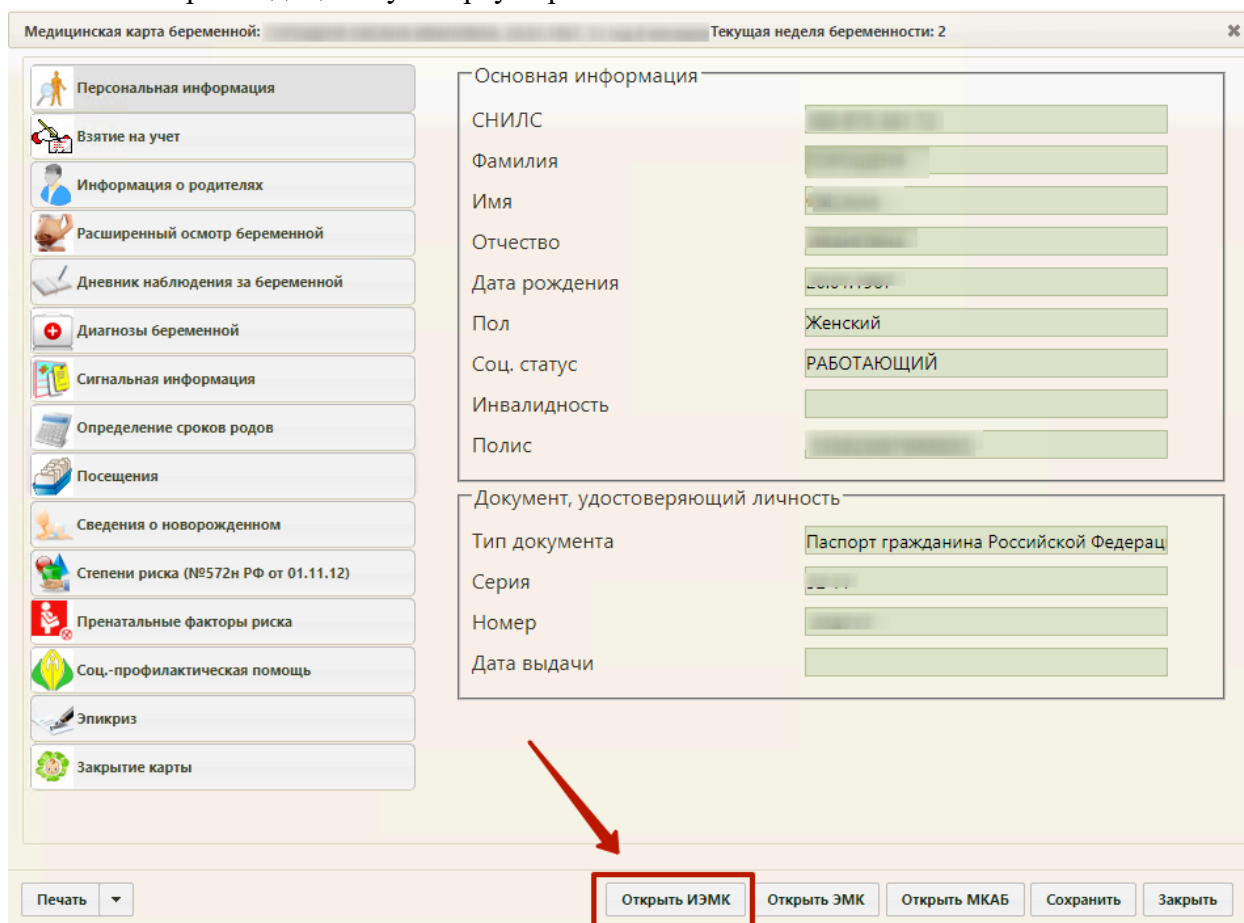 Медицинская карта беременной: Текущая неделя беременности: 2
Персональная информация
Взятие на учет
Информация о родителях
Расширенный осмотр беременной
Дневник наблюдения за беременной
Диагнозы беременной
Сигнальная информация
Определение сроков родов
Посещения
Сведения о новорожденном
Степени риска (№572н РФ от 01.11.12)
Пренатальные факторы риска
Соц.-профилактическая помощь
Эпикриз
Закрытие карты
Основная информация
СНИЛС
Фамилия
Имя
Отчество
Дата рождения
Пол Женский
Соц. статус РАБОТАЮЩИЙ
Инвалидность
Полис
Документ, удостоверяющий личность
Тип документа Паспорт гражданина Российской Федерац
Серия
Номер
Дата выдачи
Печать Открыть ИЭМК Открыть ЭМК Открыть МКАБ Сохранить Закрыть